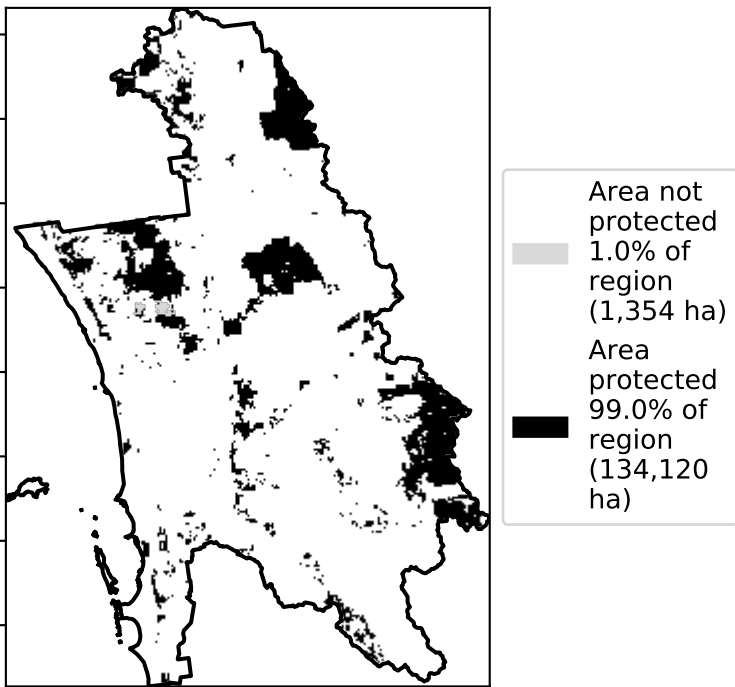 Area not
protected
1.0% of
region
(1,354 ha)
Area
protected
99.0% of
region
(134,120
ha)